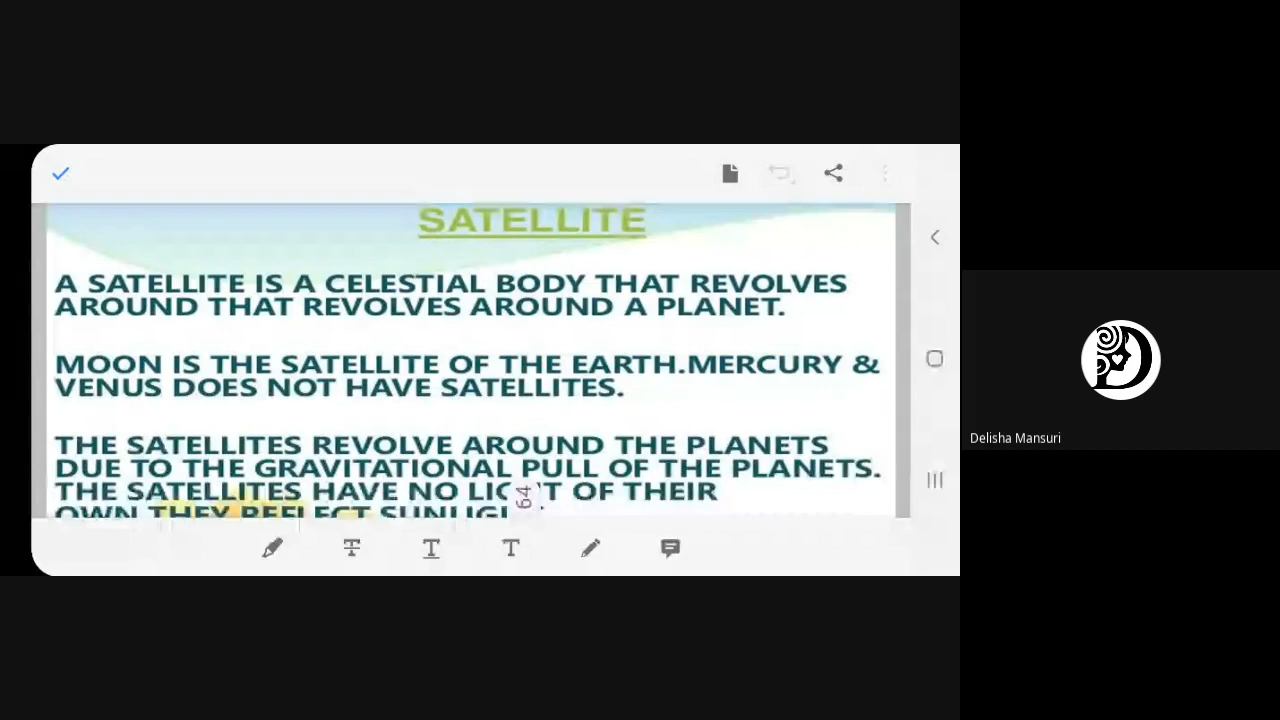 SATELLITE
A SATELLITE IS A CELESTIAL BODY THAT REVOLVES
AROUND THAT REVOLVES AROUND A PLANET.
MOON IS THE SATELLITE OF THE EARTH.MERCURY &
VENUS DOES NOT HAVE SATELLITES.
THE SATELLITES REVOLVE AROUND THE PLANETS
DUE TO THE GRAVITATIONAL PULL OF THE PLANETS.
THE SATELLITES HAVE NO OF THEIR
OWN THEY REFLECT
64
Delisha Mansuri